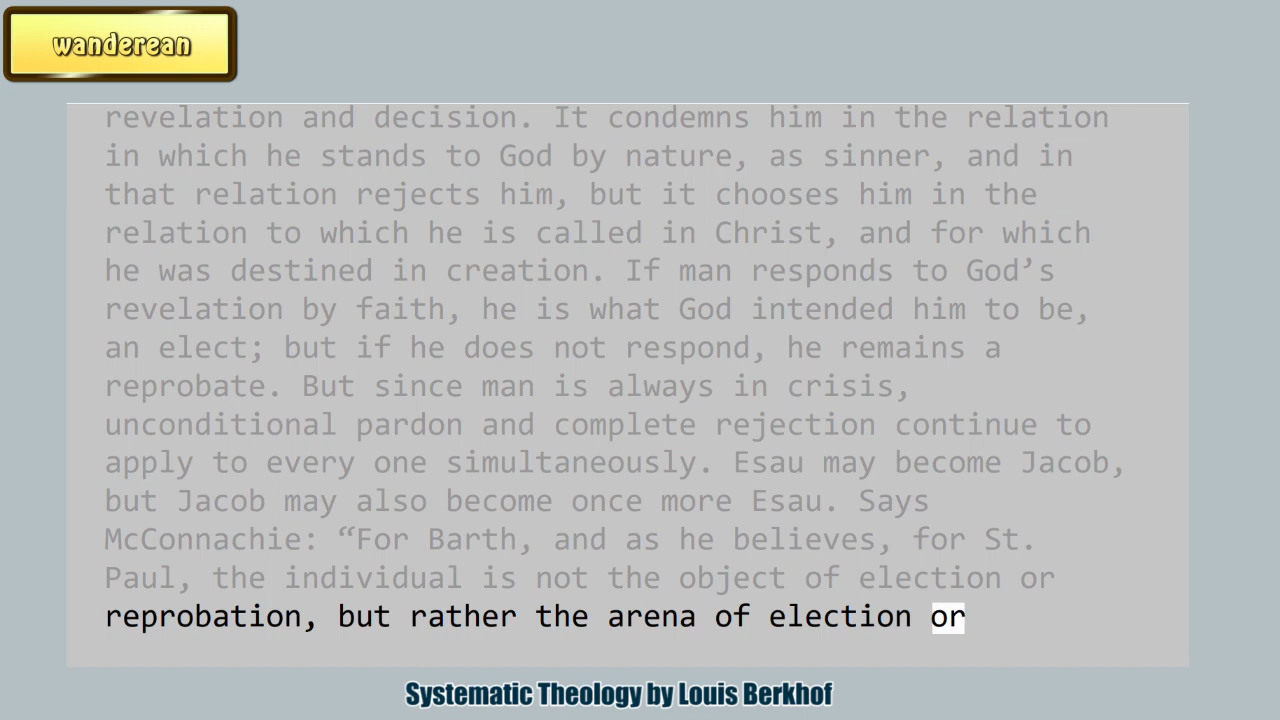 wanderean
revelation and decision. It condemns him in the relation
in which he stands to God by nature, as sinner, and in
that relation rejects him, but it chooses him in the
relation to which he is called in Christ, and for which
he was destined in creation. If man responds to God’s
revelation by faith, he is what God intended him to be,
an elect; but if he does not respond, he remains a
reprobate. But since man is always in crisis,
unconditional pardon and complete rejection continue to
apply to every one simultaneously. Esau may become Jacob,
but Jacob may also become once more Esau. Says
McConnachie: “For Barth, and as he believes, for St.
Paul, the individual is not the object of election or
reprobation, but rather the arena of election or
Systematic Theology by Louis Berkhof